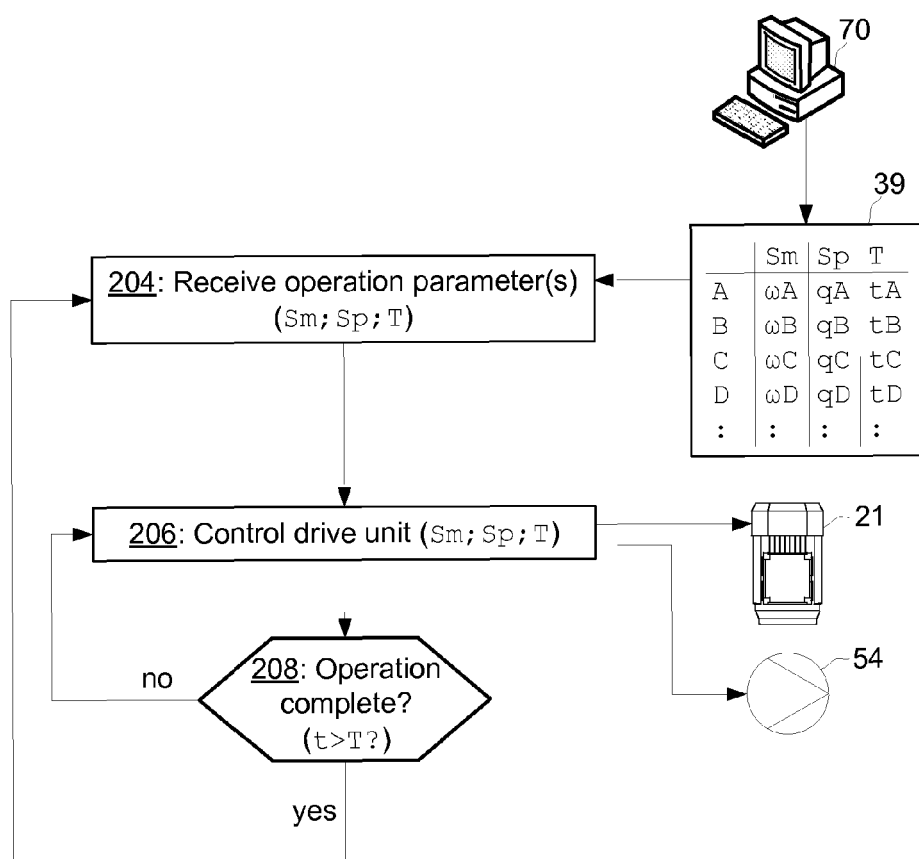 70
39
Sm Sp T
A ωA qA tA
B ωB qB tB
C ωC qC tC
D ωD qD tD
: : : :
204: Receive operation parameter(s)
(Sm; Sp; T)
206: Control drive unit (Sm; Sp; T)
21
208: Operation
complete?
(t>T?)
no
54
yes